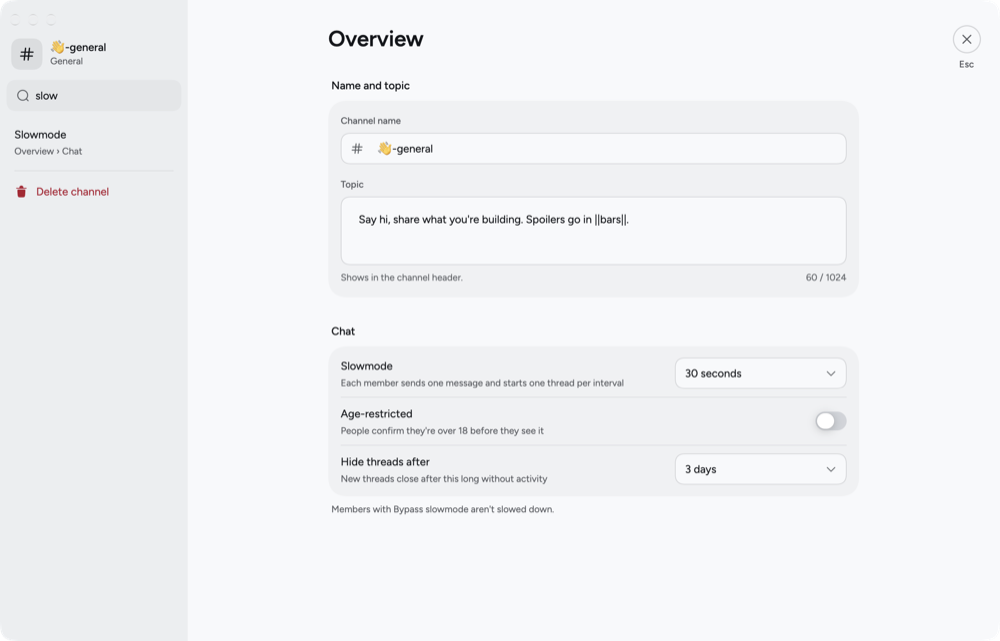 👋-general
General
slow
Slowmode
Overview › Chat
Delete channel
Overview
Esc
Name and topic
Channel name
# 👋-general
Topic
Say hi, share what you're building. Spoilers go in ||bars||.
Shows in the channel header.
60 / 1024
Chat
Slowmode
Each member sends one message and starts one thread per interval
30 seconds
Age-restricted
People confirm they're over 18 before they see it
Hide threads after
New threads close after this long without activity
3 days
Members with Bypass slowmode aren't slowed down.